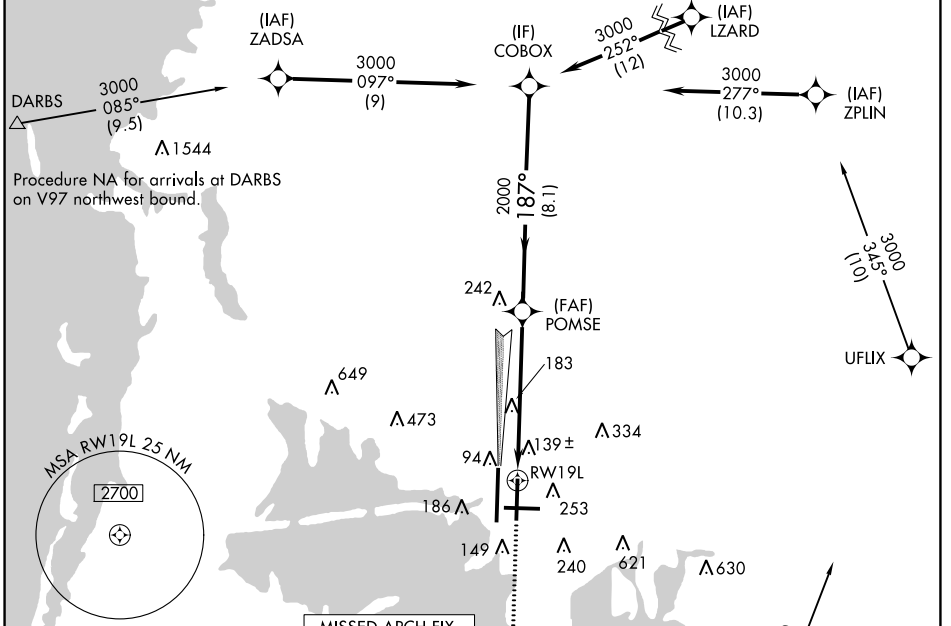 (IAF)
ZADSA
(IF)
COBOX
(IAF)
LZARD
3000
252°
(12)
3000
097°
(9)
3000
277°
(10.3)
(IAF)
ZPLIN
DARBS
3000
085°
(9.5)
1544
Procedure NA for arrivals at DARBS
on V97 northwest bound.
2000
187°
(8.1)
3000
345°
(10)
242
(FAF)
POMSE
UFLIX
183
649
473
334
139 ±
94
RW19L
MSA RW19L 25 NM
2700
186
253
149
240
621
630
MISSED APCH FIX